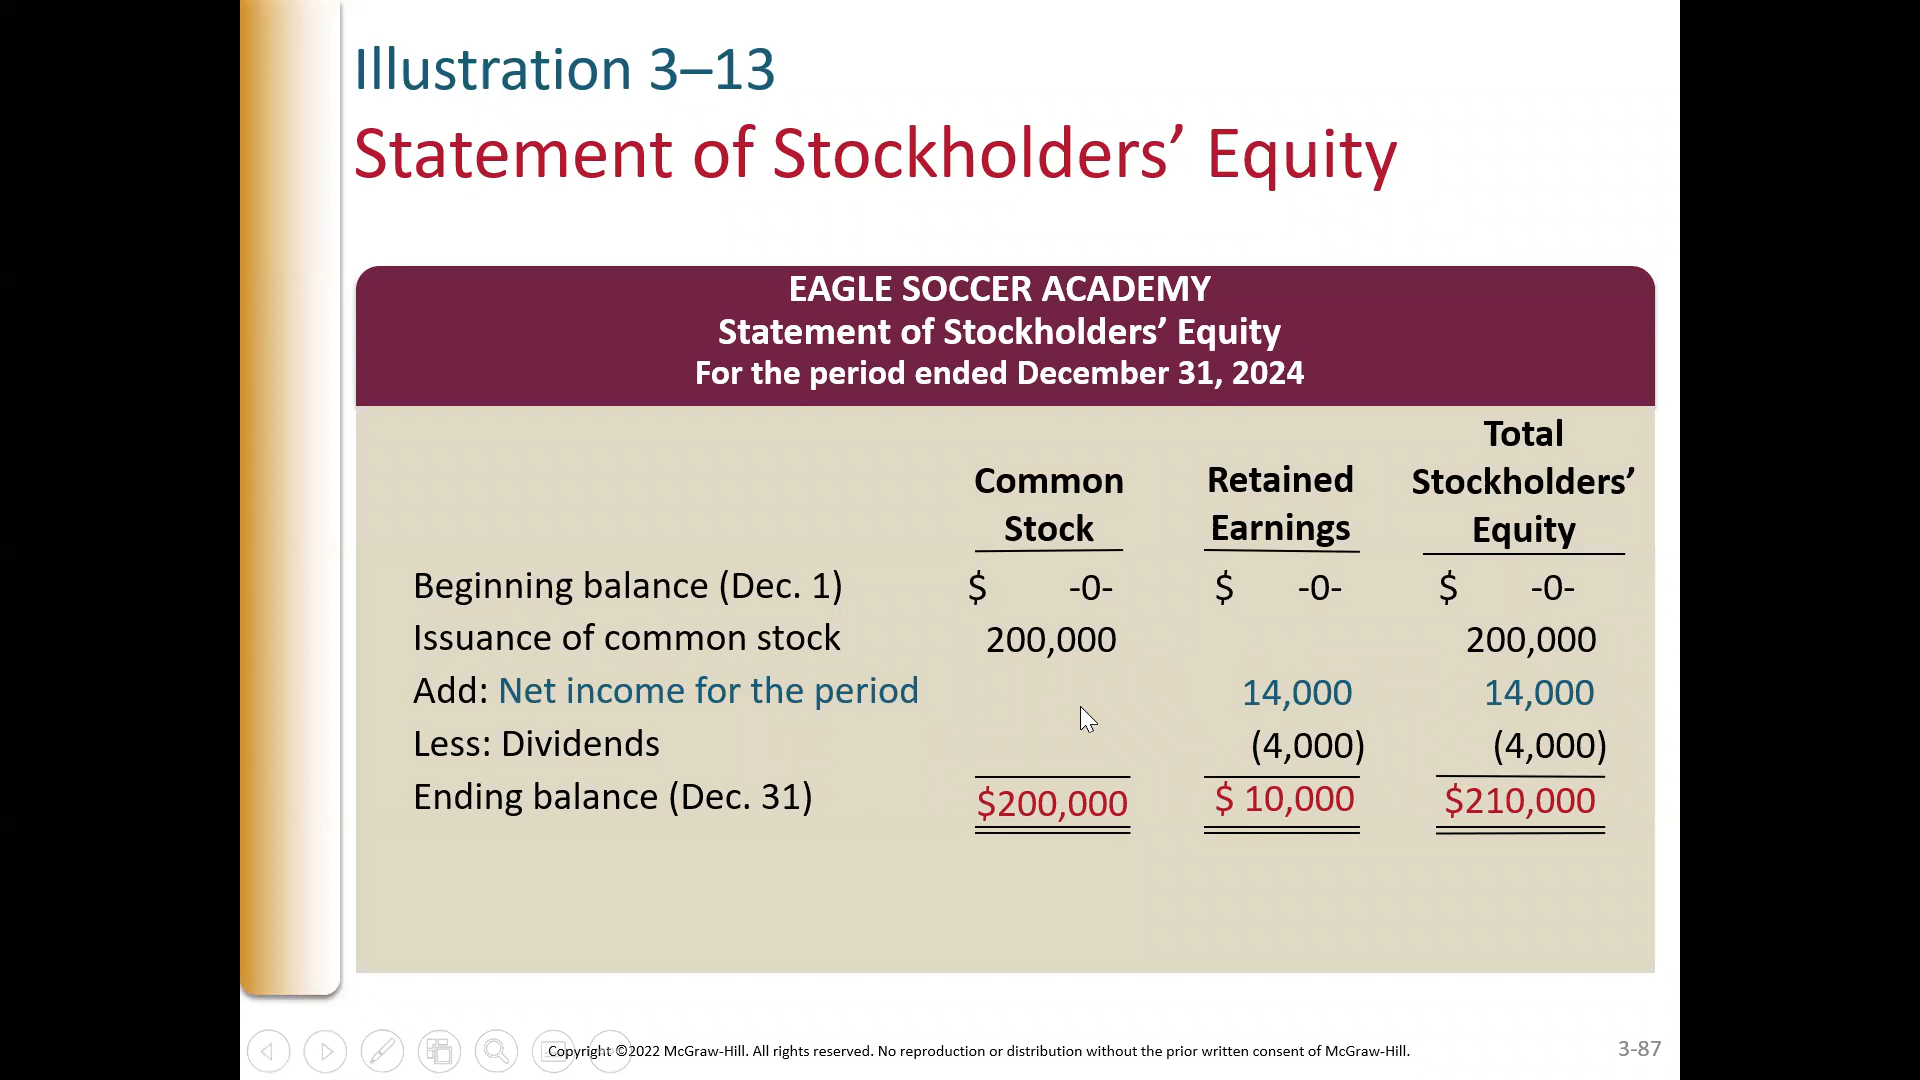 Illustration 3–13
Statement of Stockholders’ Equity
EAGLE SOCCER ACADEMY
Statement of Stockholders’ Equity
For the period ended December 31, 2024
Common Stock
Retained Earnings
Total Stockholders’ Equity
Beginning balance (Dec. 1) $ -0- $ -0- $ -0-
Issuance of common stock 200,000 200,000
Add: Net income for the period 14,000 14,000
Less: Dividends (4,000) (4,000)
Ending balance (Dec. 31) $200,000 $ 10,000 $210,000
Copyright ©2022 McGraw-Hill. All rights reserved. No reproduction or distribution without the prior written consent of McGraw-Hill.
3-87